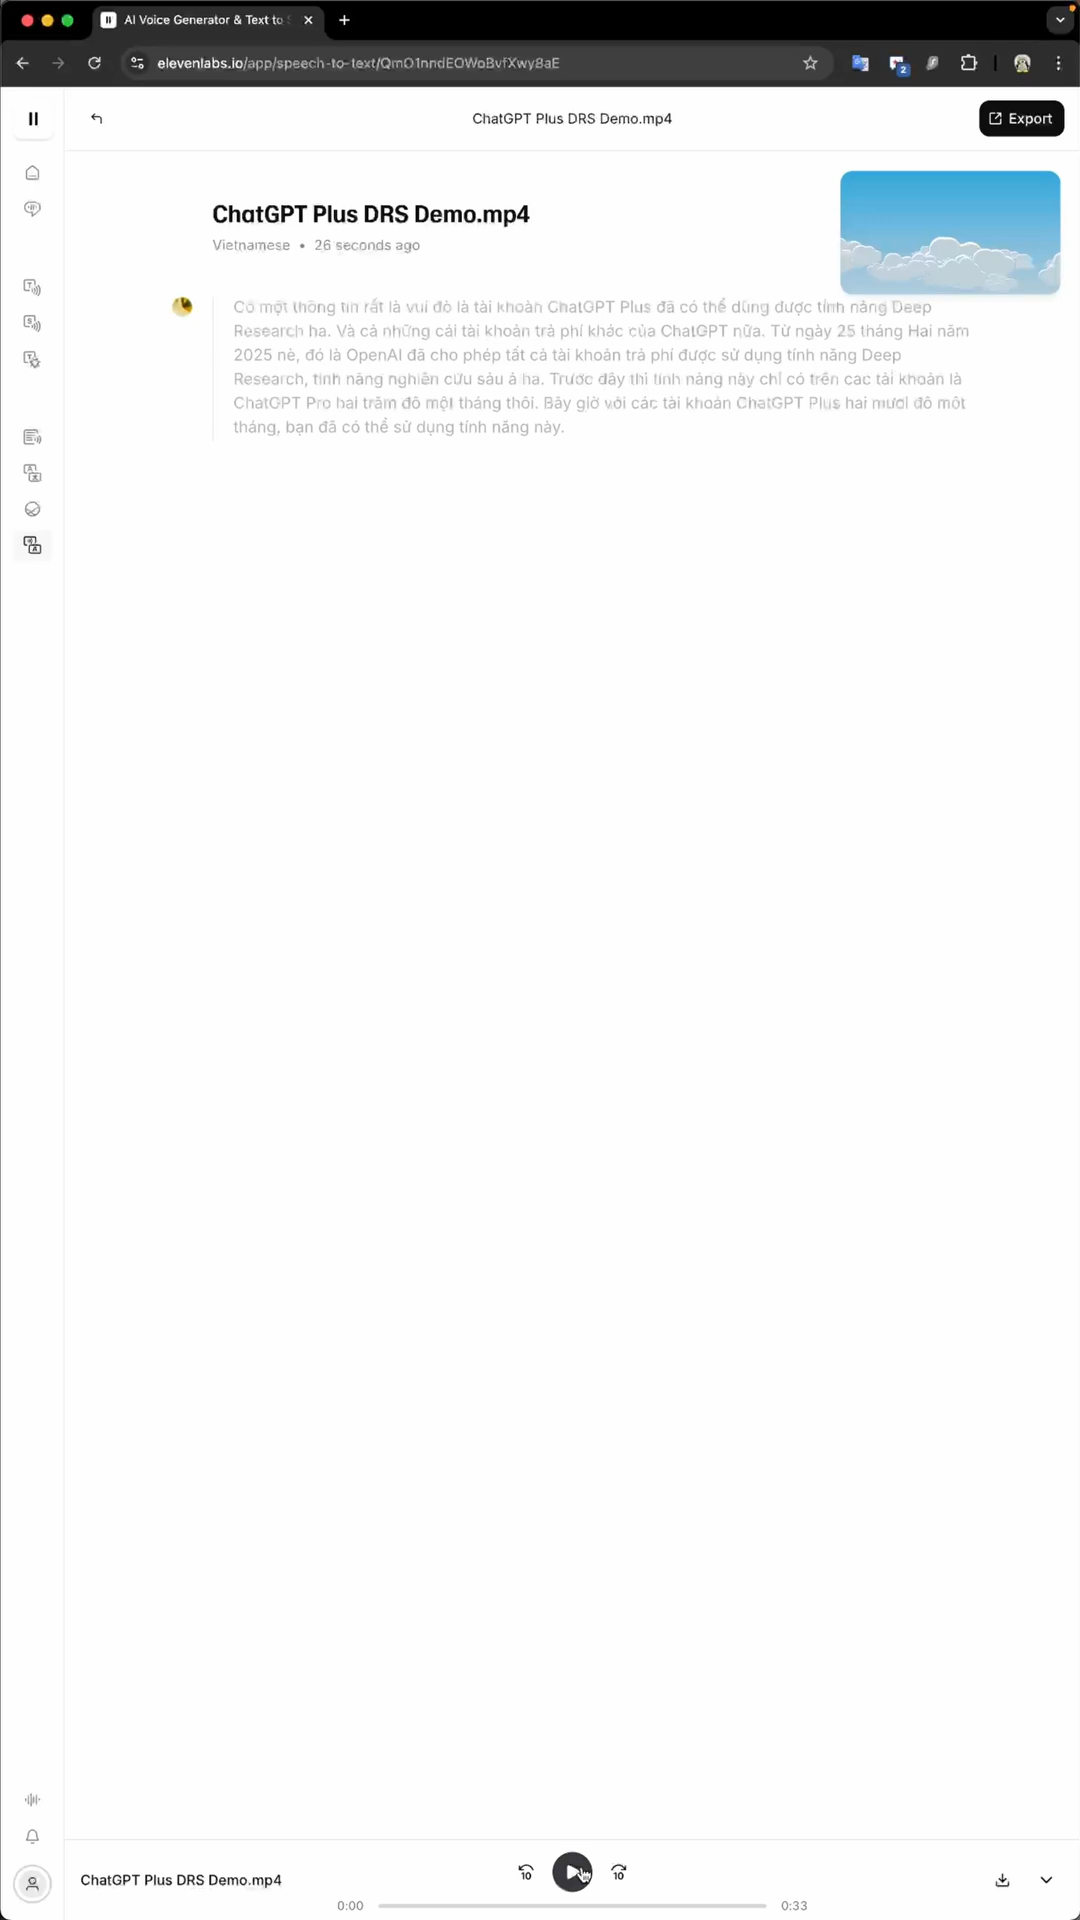 AI Voice Generator & Text to S
elevenlabs.io/app/speech-to-text/QmO1nndEOWoBvfXwy8aE
2
ChatGPT Plus DRS Demo.mp4
Export
ChatGPT Plus DRS Demo.mp4
Vietnamese • 26 seconds ago
Có một thông tin rất là vui đó là tài khoản ChatGPT Plus đã có thể dùng được tính năng Deep
Research ha. Và cả những cái tài khoản trả phí khác của ChatGPT nữa. Từ ngày 25 tháng Hai năm
2025 nè, đó là OpenAI đã cho phép tất cả tài khoản trả phí được sử dụng tính năng Deep
Research, tính năng nghiên cứu sâu á ha. Trước đây thì tính năng này chỉ có trên các tài khoản là
ChatGPT Pro hai trăm đô một tháng thôi. Bây giờ với các tài khoản ChatGPT Plus hai mươi đô một
tháng, bạn đã có thể sử dụng tính năng này.
ChatGPT Plus DRS Demo.mp4
10
10
0:00
0:33